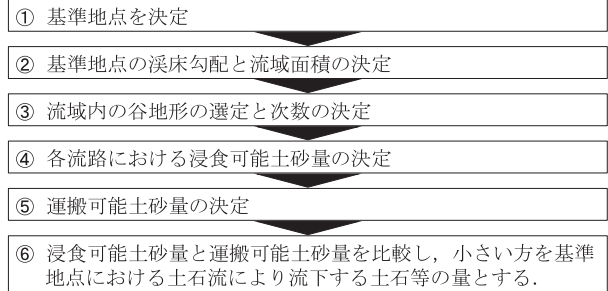 ① 基準地点を決定
② 基準地点の渓床勾配と流域面積の決定
③ 流域内の谷地形の選定と次数の決定
④ 各流路における浸食可能土砂量の決定
⑤ 運搬可能土砂量の決定
⑥ 浸食可能土砂量と運搬可能土砂量を比較し，小さい方を基準
地点における土石流により流下する土石等の量とする．